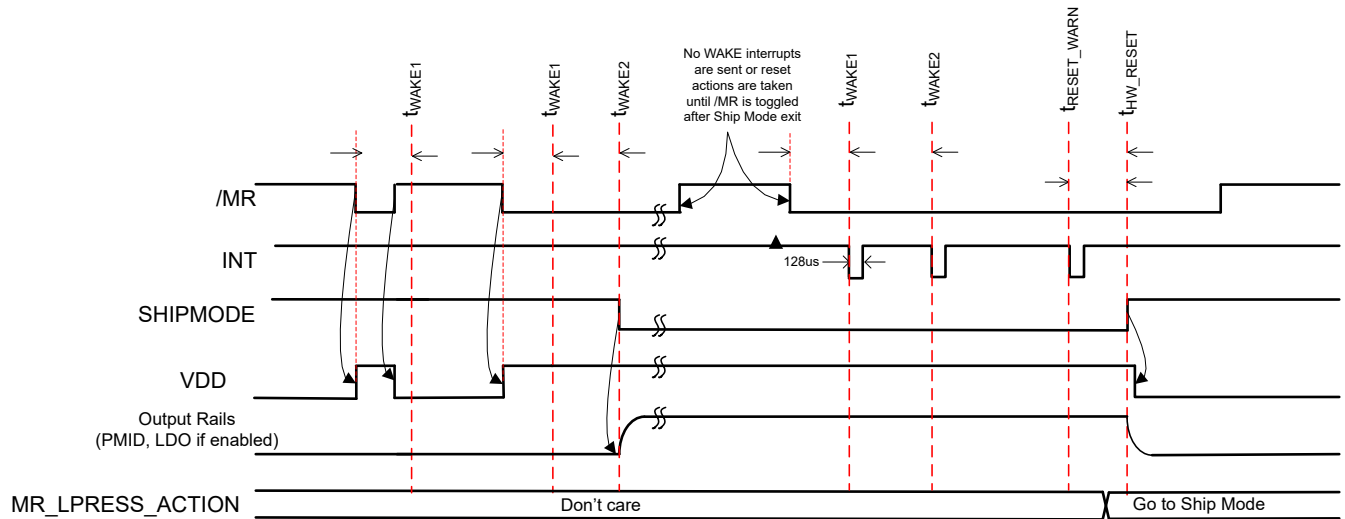 No WAKE interrupts
are sent or reset
actions are taken
until /MR is toggled
after Ship Mode exit
tWAKE1
tWAKE1
tWAKE2
tWAKE1
tWAKE2
tRESET_WARN
tHW_RESET
/MR
INT
128us
SHIPMODE
VDD
Output Rails
(PMID, LDO if enabled)
MR_LPRESS_ACTION
Don't care
Go to Ship Mode